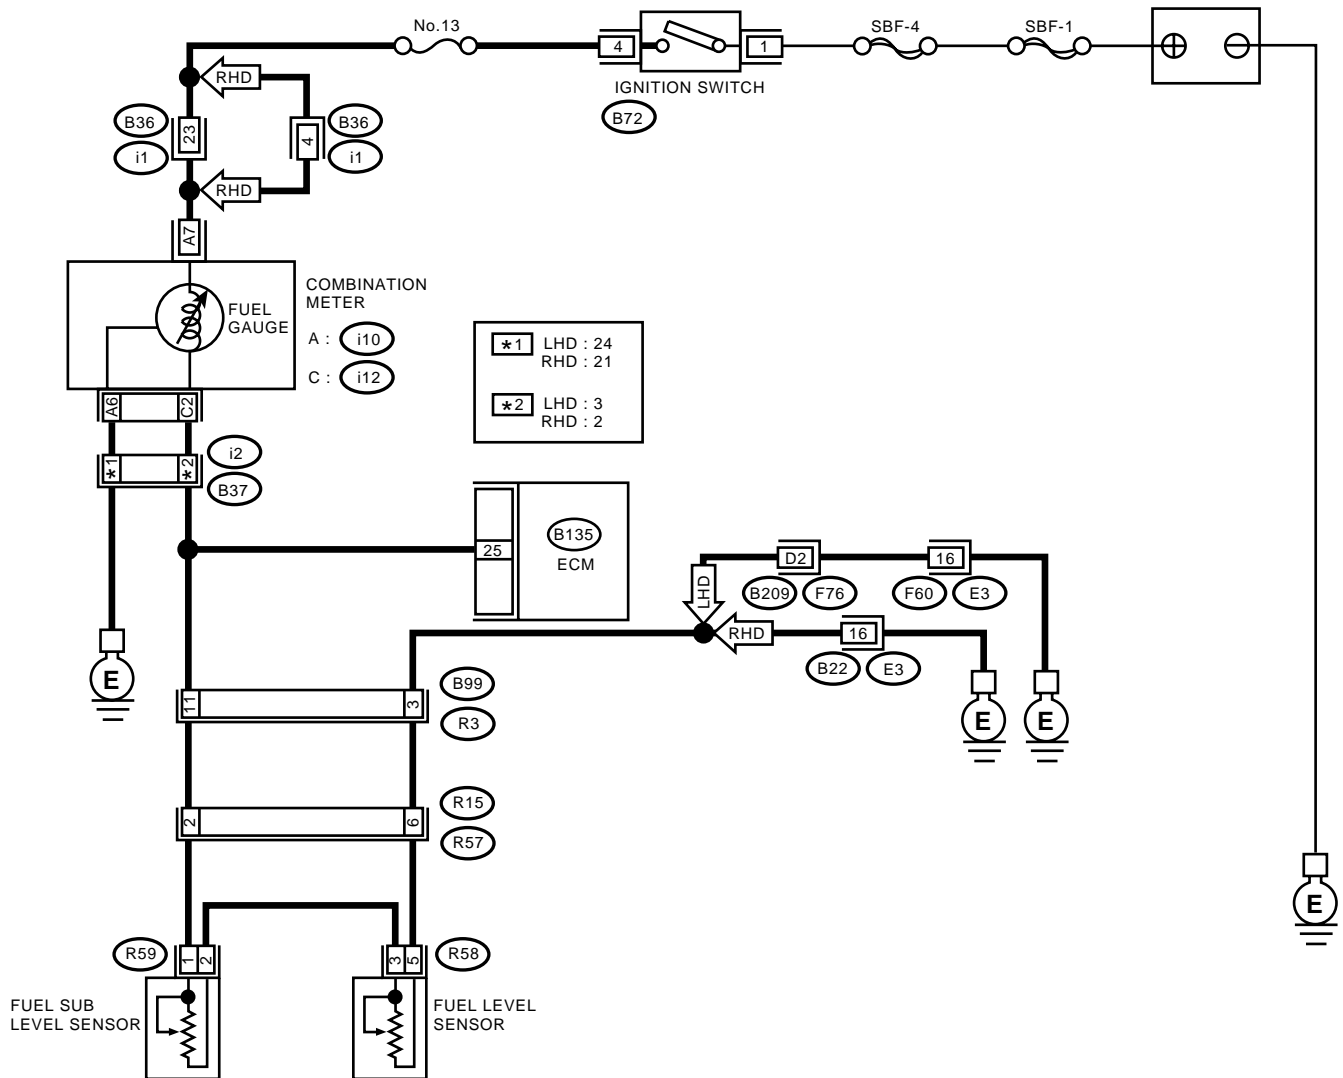 No.13
SBF-4
SBF-1
4
1
IGNITION SWITCH
B72
RHD
B36
i1
23
4
B36
i1
RHD
A7
FUEL
GAUGE
COMBINATION
METER
A : i10
C : i12
*1 LHD : 24
RHD : 21
*2 LHD : 3
RHD : 2
A6
C2
*1
*2
i2
B37
25
B135
ECM
LHD
D2
16
B209
F76
F60
E3
RHD
16
B22
E3
E
E
E
11
3
B99
R3
2
6
R15
R57
E
R59
1
2
3
5
R58
FUEL SUB
LEVEL SENSOR
FUEL LEVEL
SENSOR